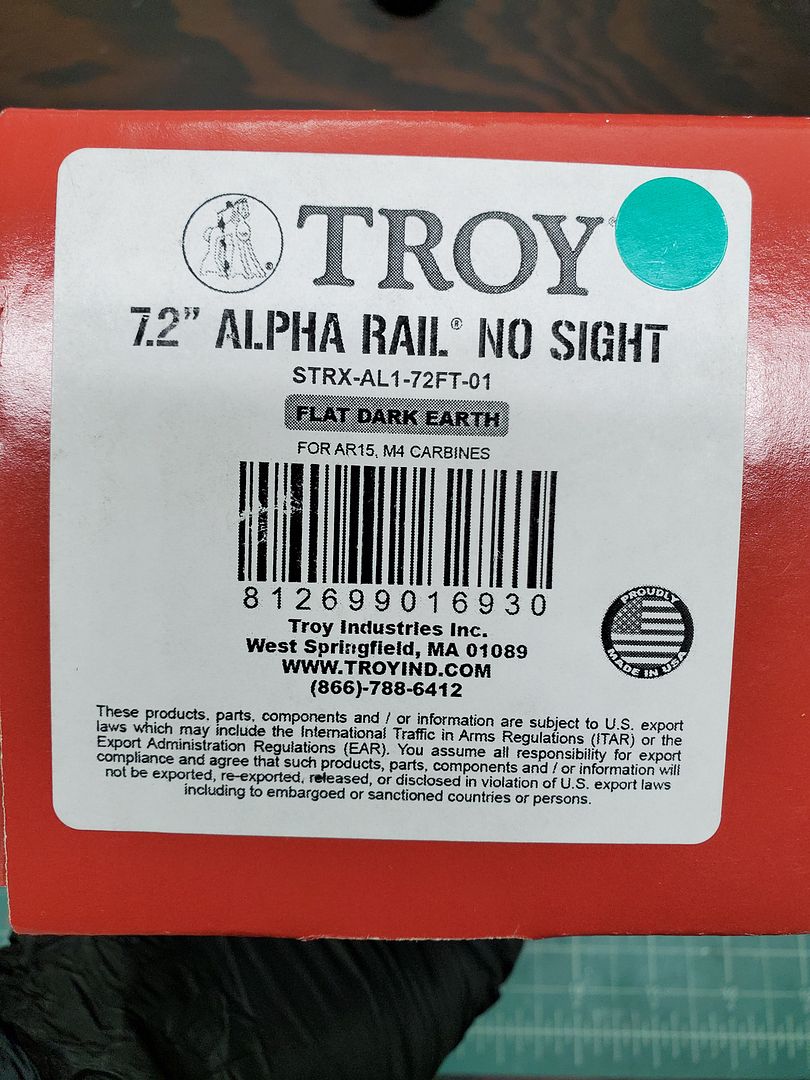 TROY
7.2” ALPHA RAIL® NO SIGHT
STRX-AL1-72FT-01
FLAT DARK EARTH
FOR AR15, M4 CARBINES
812699016930
Troy Industries Inc.
West Springfield, MA 01089
WWW.TROYIND.COM
(866)-788-6412
PROUDLY
MADE IN USA
These products, parts, components and / or information are subject to U.S. export
laws which may include the International Traffic in Arms Regulations (ITAR) or the
Export Administration Regulations (EAR). You assume all responsibility for export
compliance and agree that such products, parts, components and / or information will
not be exported, re-exported, released, or disclosed in violation of U.S. export laws
including to embargoed or sanctioned countries or persons.